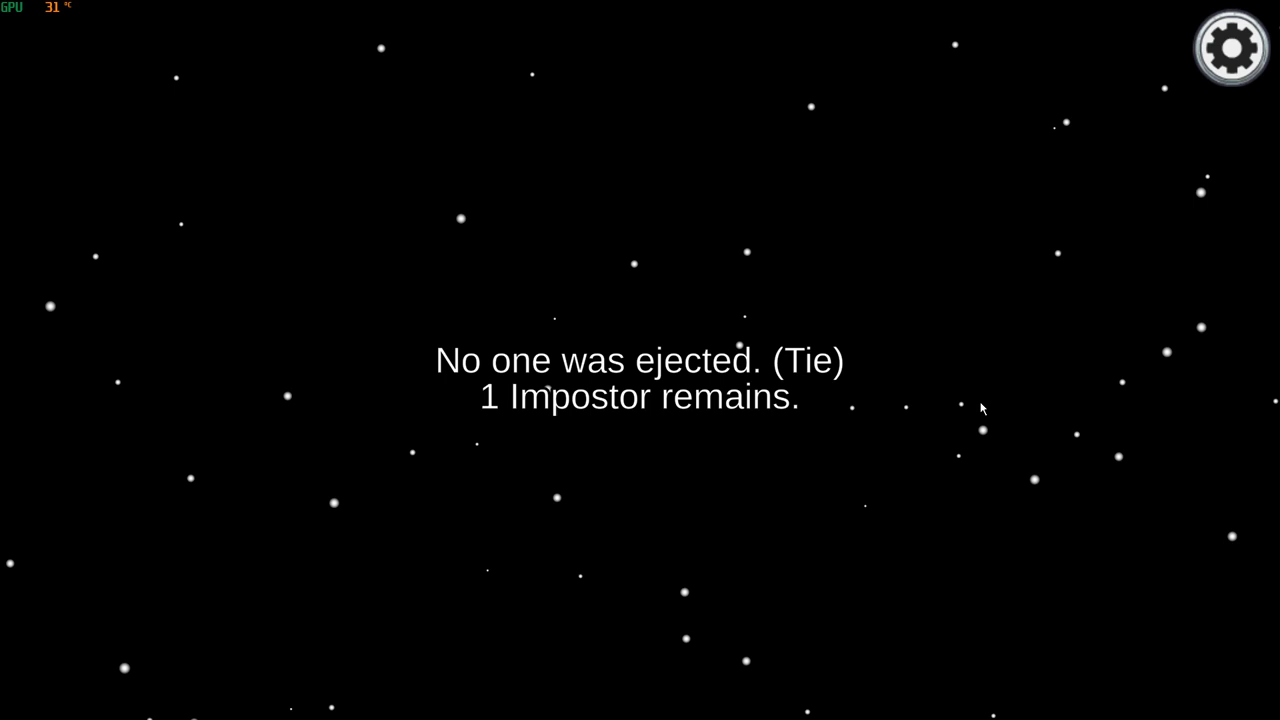 GPU 31 °C
No one was ejected. (Tie)
1 Impostor remains.